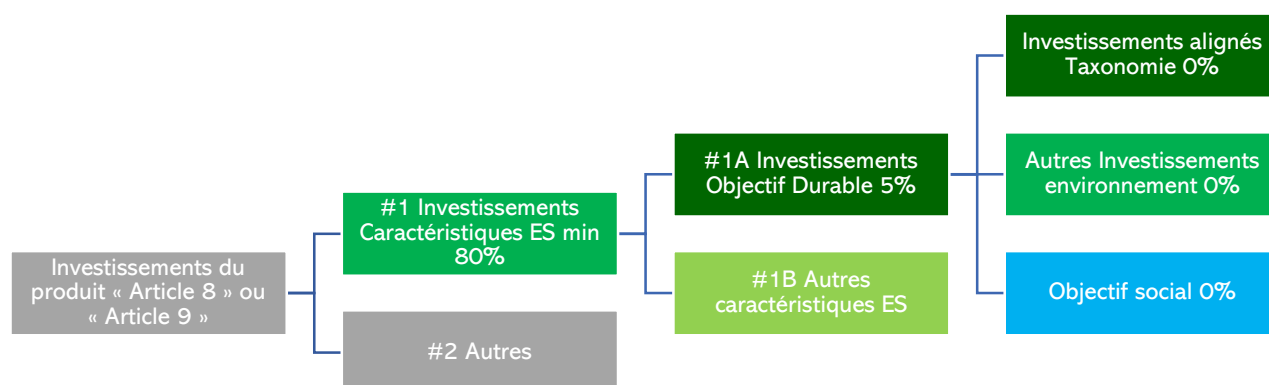 Investissements du
produit « Article 8 » ou
« Article 9 »
#1 Investissements
Caractéristiques ES min
80%
#2 Autres
#1A Investissements
Objectif Durable 5%
#1B Autres
caractéristiques ES
Investissements alignés
Taxonomie 0%
Autres Investissements
environnement 0%
Objectif social 0%